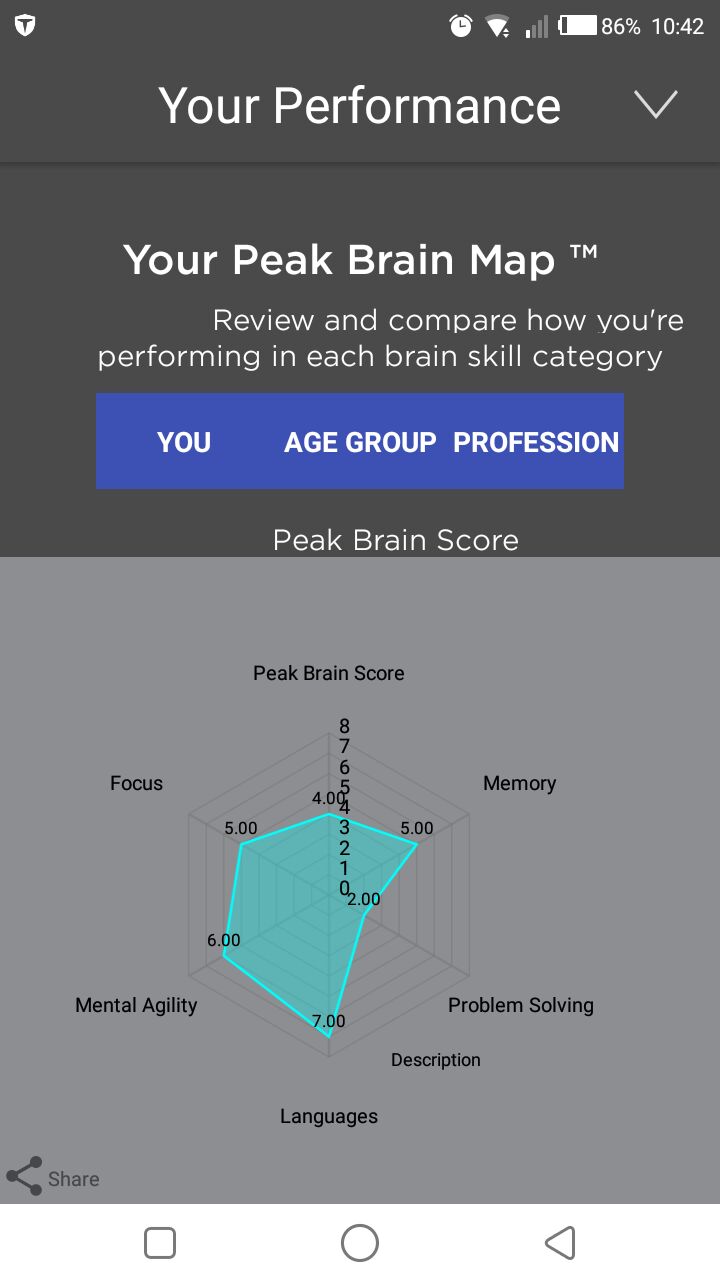 86% 10:42
Your Performance
Your Peak Brain Map ™
Review and compare how you're
performing in each brain skill category
YOU AGE GROUP PROFESSION
Peak Brain Score
Peak Brain Score
8
7
6
5
4.00
4
3
2
1
0
Focus
Memory
5.00
5.00
2.00
6.00
Mental Agility
Problem Solving
7.00
Description
Languages
Share